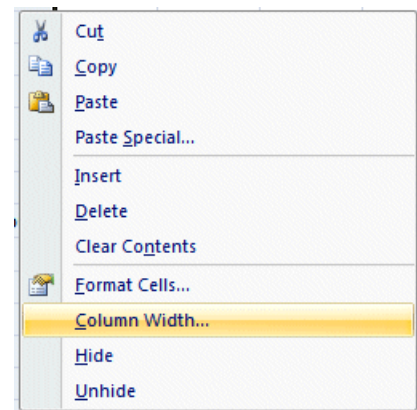 Cut
Copy
Paste
Paste Special...
Insert
Delete
Clear Contents
Format Cells...
Column Width...
Hide
Unhide